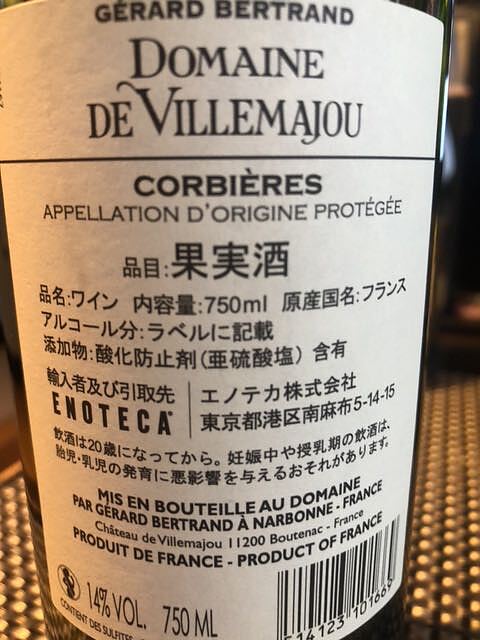 GÉRARD BERTRAND
DOMAINE
DE VILLEMAJOU
CORBIÈRES
APPELLATION D'ORIGINE PROTÉGÉE
品目:果実酒
品名:ワイン 内容量:750ml 原産国名:フランス
アルコール分:ラベルに記載
添加物:酸化防止剤(亜硫酸塩) 含有
輸入者及び引取先
ENOTECA
エノテカ株式会社
東京都港区南麻布5-14-15
飲酒は20歳になってから。妊娠中や授乳期の飲酒は、
胎児・乳児の発育に悪影響を与えるおそれがあります。
MIS EN BOUTEILLE AU DOMAINE
PAR GÉRARD BERTRAND À NARBONNE - FRANCE
Château de Villemajou 11200 Boutenac - France
PRODUIT DE FRANCE - PRODUCT OF FRANCE
14% VOL. 750 ML
CONTIENT DES SULFITES